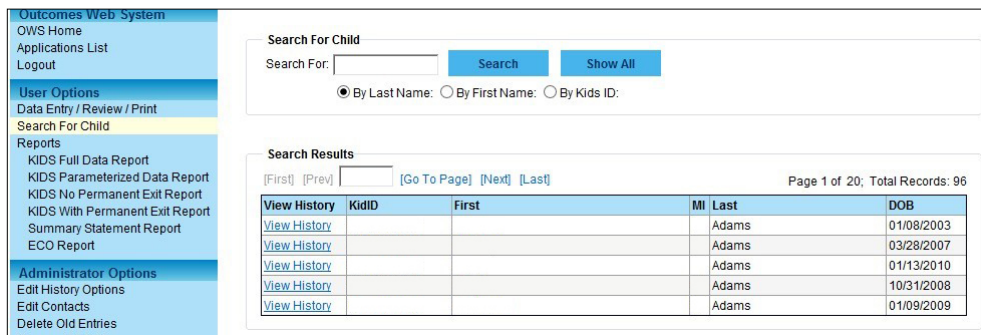 Outcomes Web System
OWS Home
Applications List
Logout
User Options
Data Entry / Review / Print
Search For Child
Reports
KIDS Full Data Report
KIDS Parameterized Data Report
KIDS No Permanent Exit Report
KIDS With Permanent Exit Report
Summary Statement Report
ECO Report
Administrator Options
Edit History Options
Edit Contacts
Delete Old Entries
Search For Child
Search For: Search Show All
By Last Name: By First Name: By Kids ID:
Search Results
[First] [Prev] [Go To Page] [Next] [Last] Page 1 of 20; Total Records: 96
View History KidID First MI Last DOB
View History Adams 01/08/2003
View History Adams 03/28/2007
View History Adams 01/13/2010
View History Adams 10/31/2008
View History Adams 01/09/2009